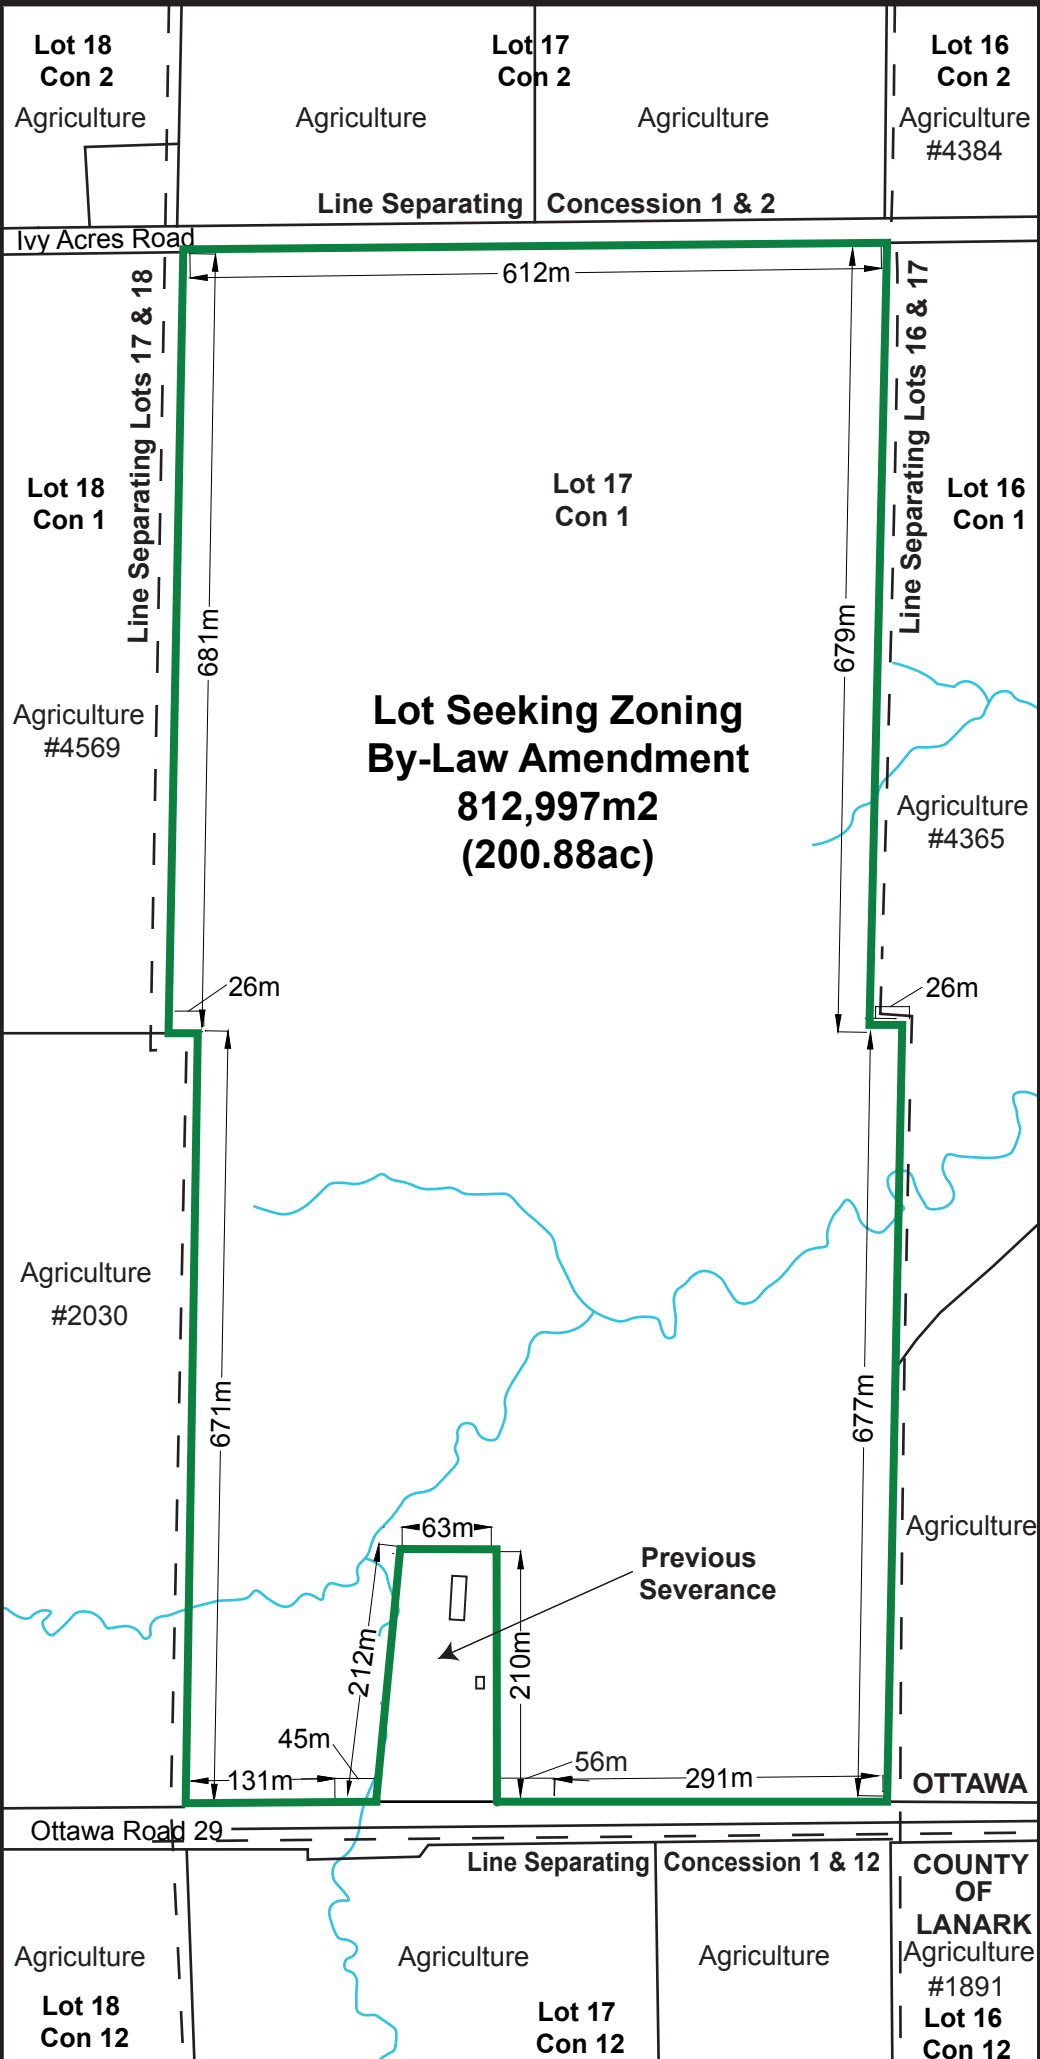 Lot 18
Con 2
Agriculture
Lot 17
Con 2
Agriculture
Agriculture
Lot 16
Con 2
Agriculture
#4384
Line Separating Concession 1 & 2
Ivy Acres Road
612m
Line Separating Lots 17 & 18
Line Separating Lots 16 & 17
Lot 18
Con 1
Lot 17
Con 1
Lot 16
Con 1
681m
679m
Agriculture
#4569
Lot Seeking Zoning
By-Law Amendment
812,997m2
(200.88ac)
Agriculture
#4365
26m
26m
Agriculture
#2030
671m
677m
63m
Agriculture
Previous
Severance
212m
210m
45m
131m
56m
291m
OTTAWA
Ottawa Road 29
Line Separating Concession 1 & 12
COUNTY
OF
LANARK
Agriculture
Agriculture
Agriculture
Agriculture
#1891
Lot 18
Con 12
Lot 17
Con 12
Lot 16
Con 12